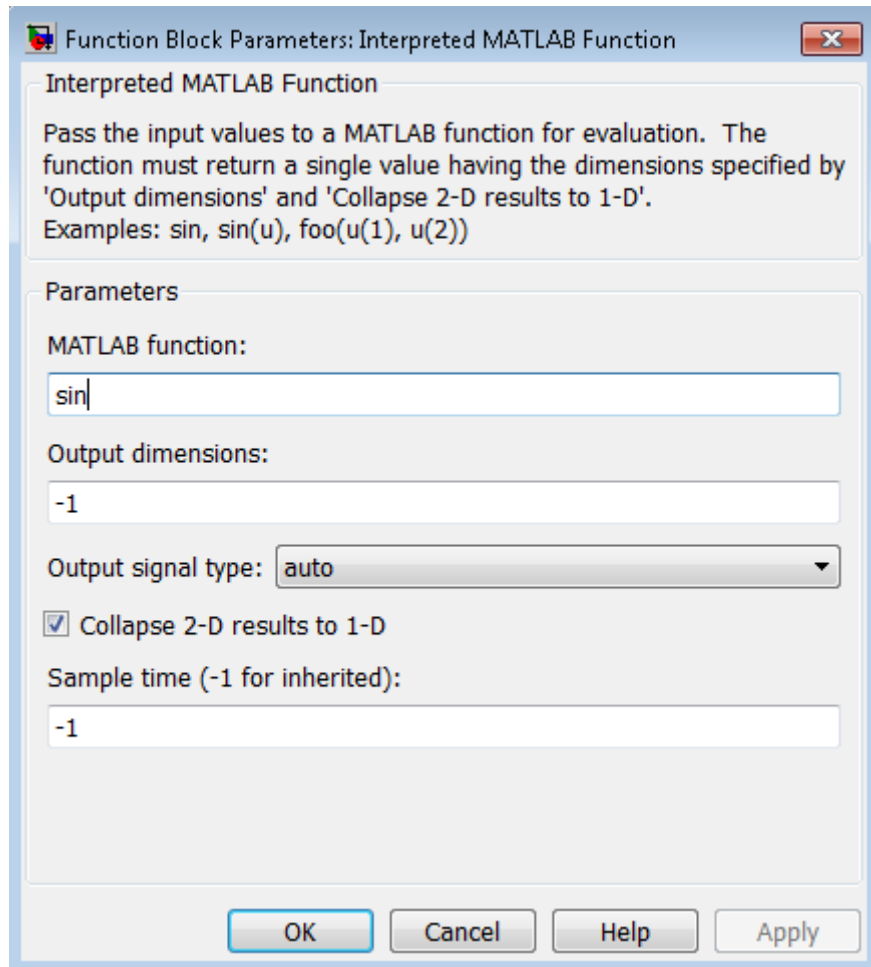 Function Block Parameters: Interpreted MATLAB Function
Interpreted MATLAB Function
Pass the input values to a MATLAB function for evaluation.  The
function must return a single value having the dimensions specified by
'Output dimensions' and 'Collapse 2-D results to 1-D'.
Examples: sin, sin(u), foo(u(1), u(2))
Parameters
MATLAB function:
sin
Output dimensions:
-1
Output signal type: auto
Collapse 2-D results to 1-D
Sample time (-1 for inherited):
-1
OK Cancel Help Apply